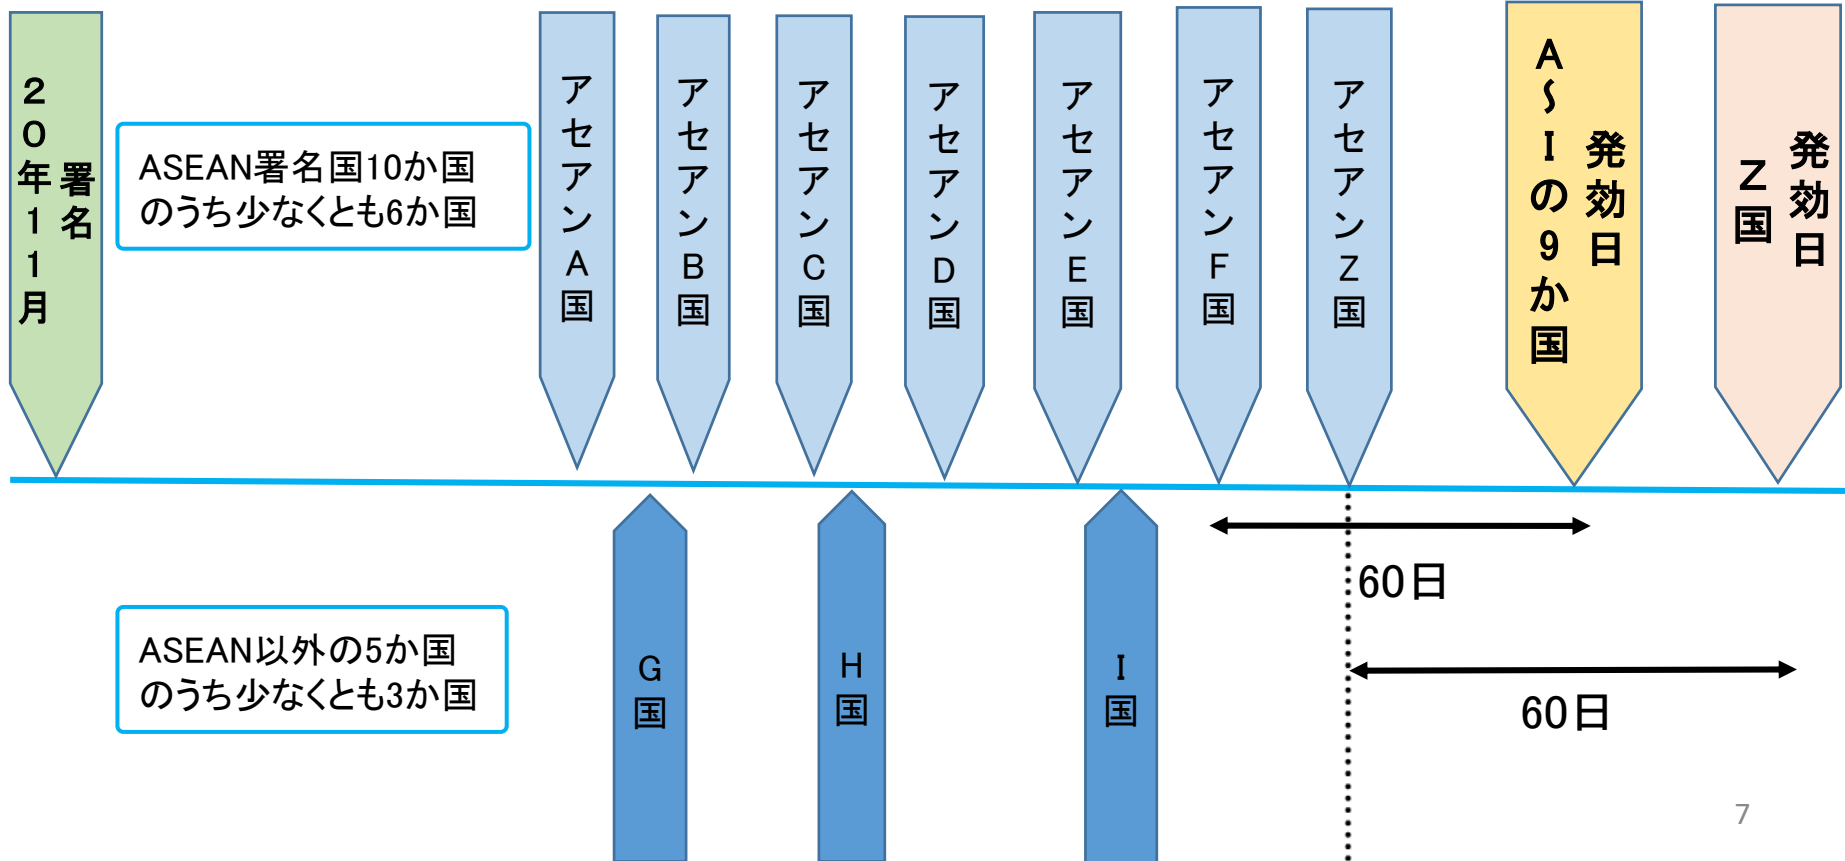 署名
２０年１１月
ASEAN署名国10か国
のうち少なくとも6か国
アセアンA国
アセアンB国
アセアンC国
アセアンD国
アセアンE国
アセアンF国
アセアンZ国
発効日
A～Iの9か国
発効日
Z国
60日
60日
ASEAN以外の5か国
のうち少なくとも3か国
G国
H国
I国
7